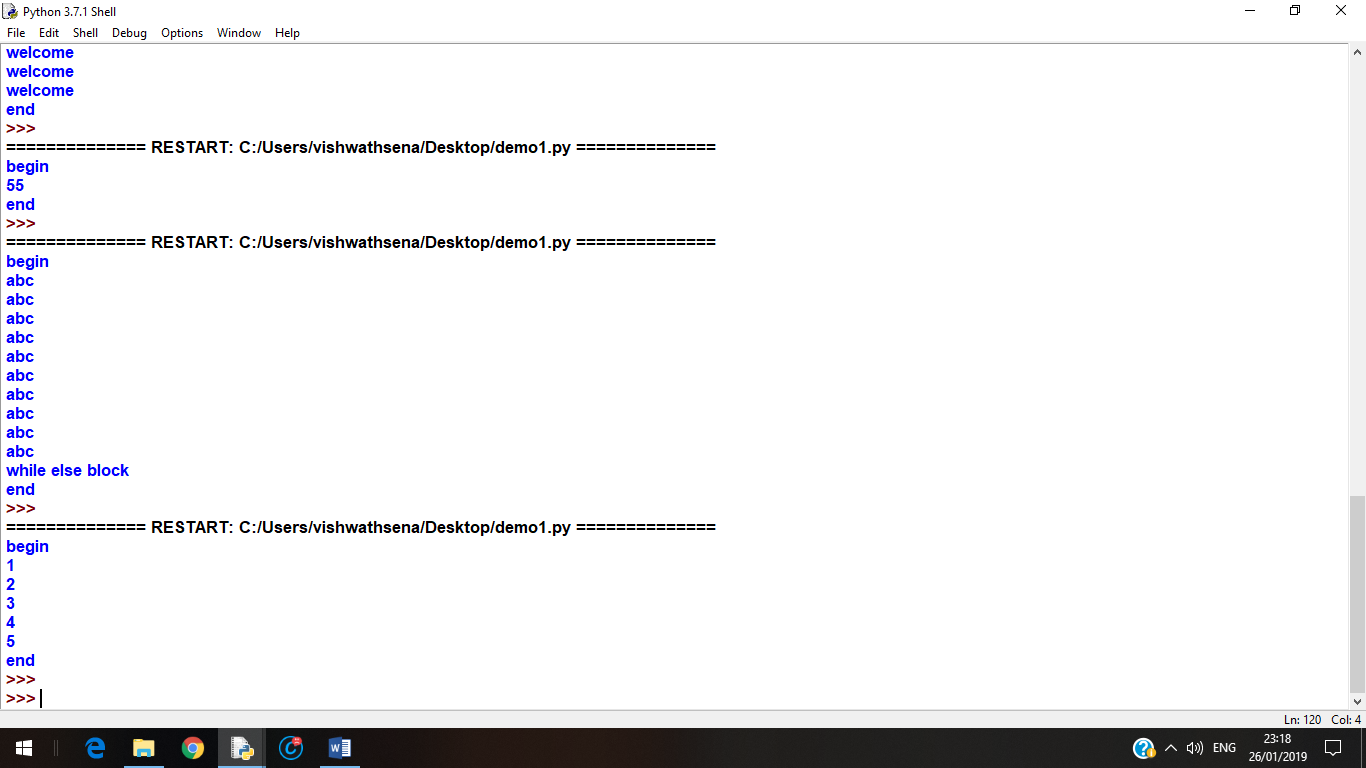 Python 3.7.1 Shell
File Edit Shell Debug Options Window Help
welcome
welcome
welcome
end
>>>
============== RESTART: C:/Users/vishwathsena/Desktop/demo1.py ==============
begin
55
end
>>>
============== RESTART: C:/Users/vishwathsena/Desktop/demo1.py ==============
begin
abc
abc
abc
abc
abc
abc
abc
abc
abc
abc
while else block
end
>>>
============== RESTART: C:/Users/vishwathsena/Desktop/demo1.py ==============
begin
1
2
3
4
5
end
>>>
>>>
Ln: 120 Col: 4
ENG
23:18
26/01/2019